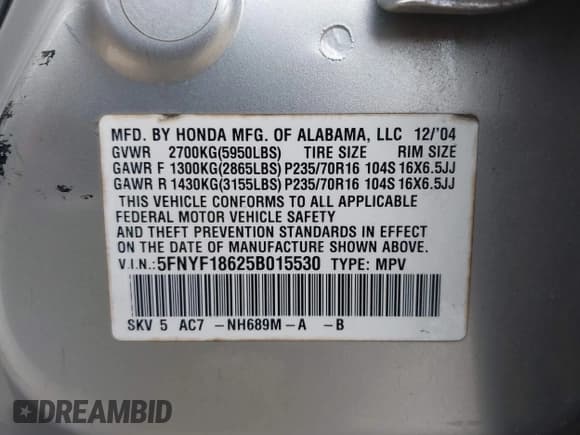 MFD. BY HONDA MFG. OF ALABAMA, LLC 12/'04
GVWR 2700KG(5950LBS) TIRE SIZE RIM SIZE
GAWR F 1300KG(2865LBS) P235/70R16 104S 16X6.5JJ
GAWR R 1430KG(3155LBS) P235/70R16 104S 16X6.5JJ
THIS VEHICLE CONFORMS TO ALL APPLICABLE
FEDERAL MOTOR VEHICLE SAFETY
AND THEFT PREVENTION STANDARDS IN EFFECT
ON THE DATE OF MANUFACTURE SHOWN ABOVE.
V.I.N.: 5FNYF18625B015530 TYPE: MPV
SKV 5 AC7 -NH689M-A -B
DREAMBID